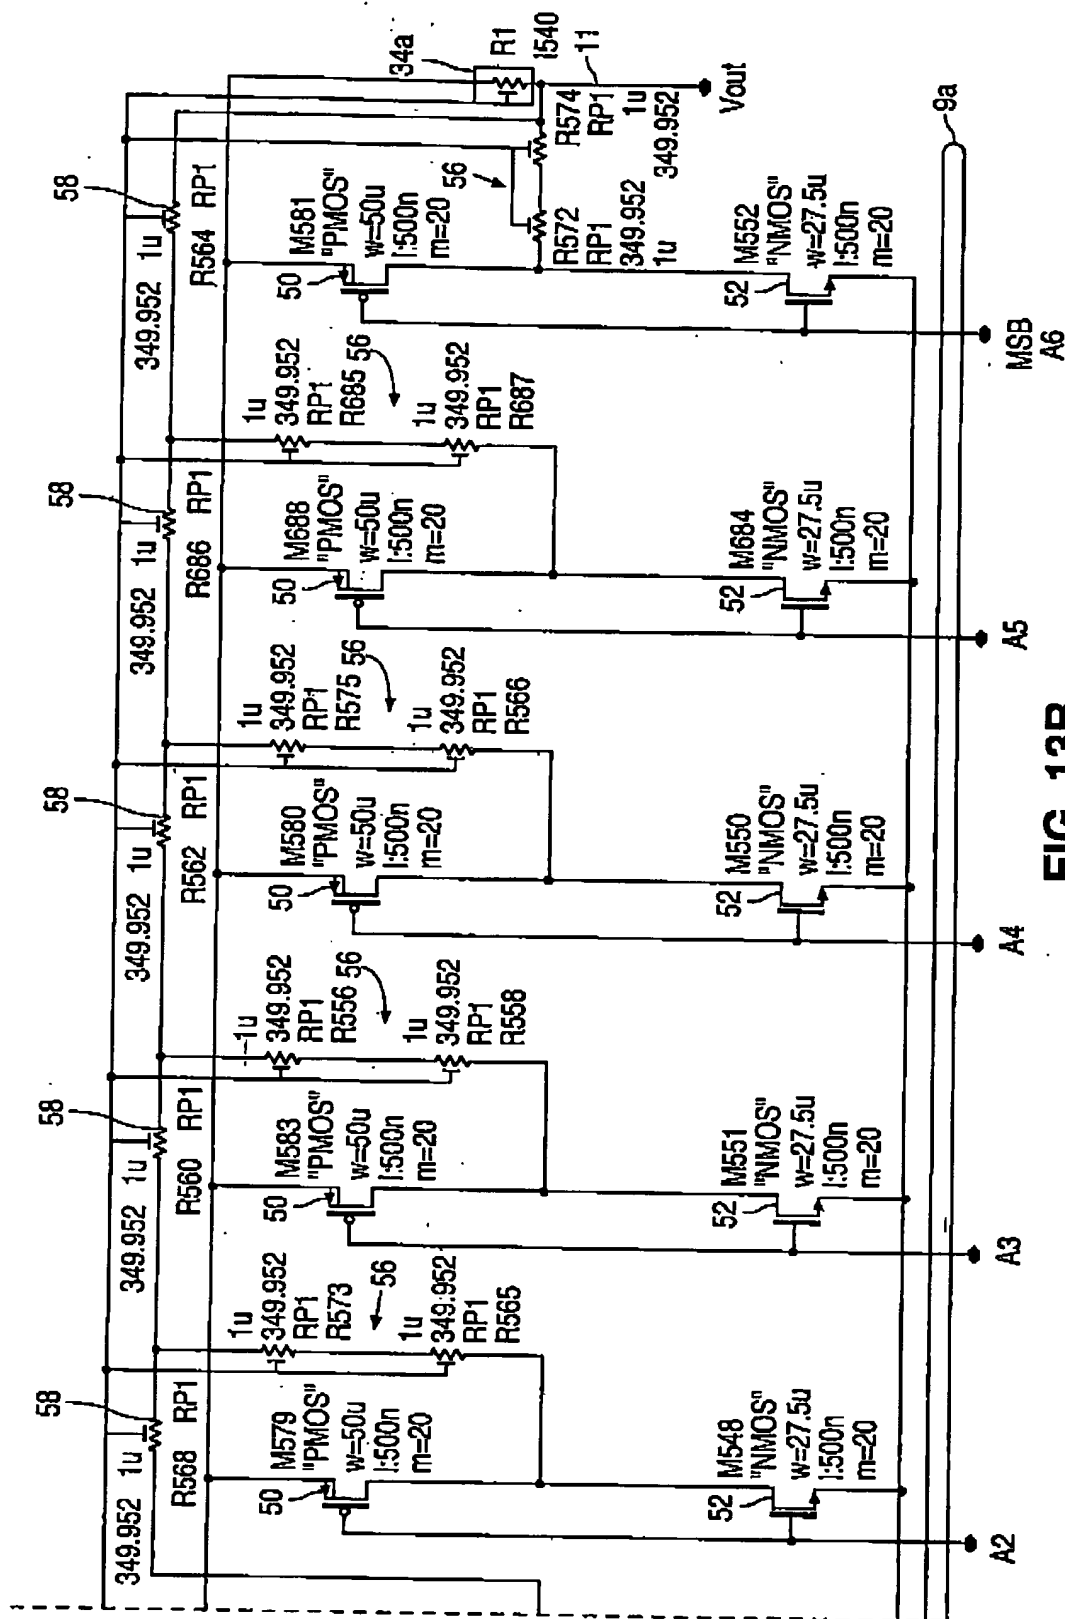 58
349.952
1u
RP1
R568
58
349.952
1u
RP1
R560
58
349.952
1u
RP1
R562
58
349.952
1u
RP1
R686
58
349.952
1u
RP1
R564
34a
R1
I540
11
Vout
50
M579
"PMOS"
w=50u
l:500n
m=20
1u
349.952
RP1
R573
56
1u
349.952
RP1
R565
52
M548
"NMOS"
w=27.5u
l:500n
m=20
A2
50
M583
"PMOS"
w=50u
l:500n
m=20
1u
349.952
RP1
R556
56
1u
349.952
RP1
R558
52
M551
"NMOS"
w=27.5u
l:500n
m=20
A3
50
M580
"PMOS"
w=50u
l:500n
m=20
1u
349.952
RP1
R575
56
1u
349.952
RP1
R566
52
M550
"NMOS"
w=27.5u
l:500n
m=20
A4
50
M688
"PMOS"
w=50u
l:500n
m=20
1u
349.952
RP1
R685
56
1u
349.952
RP1
R687
52
M684
"NMOS"
w=27.5u
l:500n
m=20
A5
50
M581
"PMOS"
w=50u
l:500n
m=20
56
R572
RP1
349.952
1u
R574
RP1
1u
349.952
52
M552
"NMOS"
w=27.5u
l:500n
m=20
MSB
A6
9a
FIG. 13B